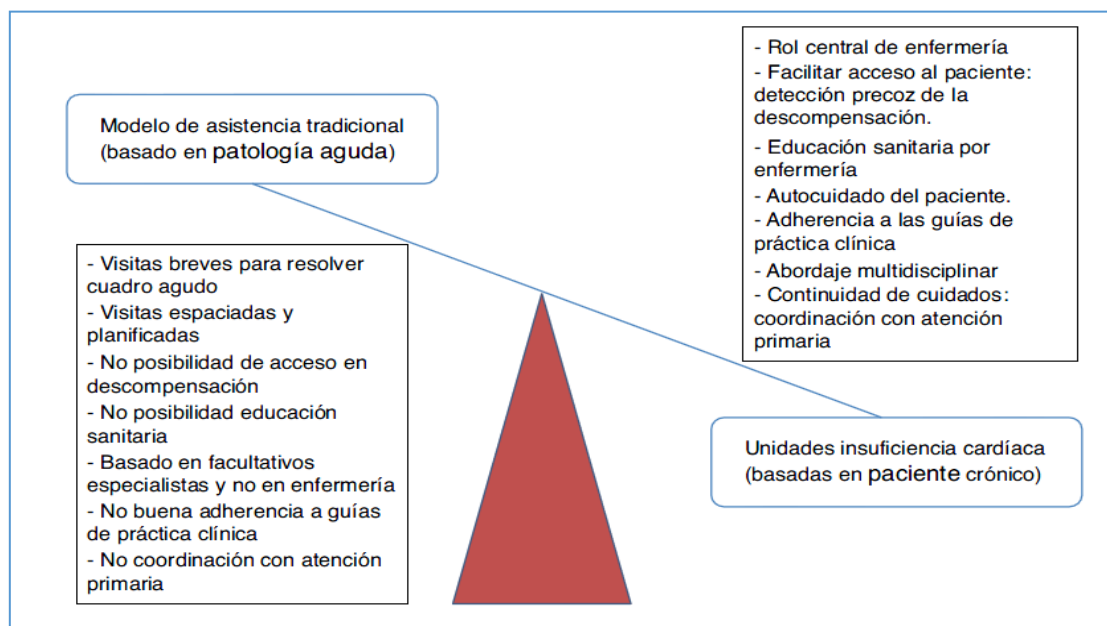 Modelo de asistencia tradicional
(basado en patología aguda)
- Visitas breves para resolver
cuadro agudo
- Visitas espaciadas y
planificadas
- No posibilidad de acceso en
descompensación
- No posibilidad educación
sanitaria
- Basado en facultativos
especialistas y no en enfermería
- No buena adherencia a guías
de práctica clínica
- No coordinación con atención
primaria
- Rol central de enfermería
- Facilitar acceso al paciente:
detección precoz de la
descompensación.
- Educación sanitaria por
enfermería
- Autocuidado del paciente.
- Adherencia a las guías de
práctica clínica
- Abordaje multidisciplinar
- Continuidad de cuidados:
coordinación con atención
primaria
Unidades insuficiencia cardíaca
(basadas en paciente crónico)